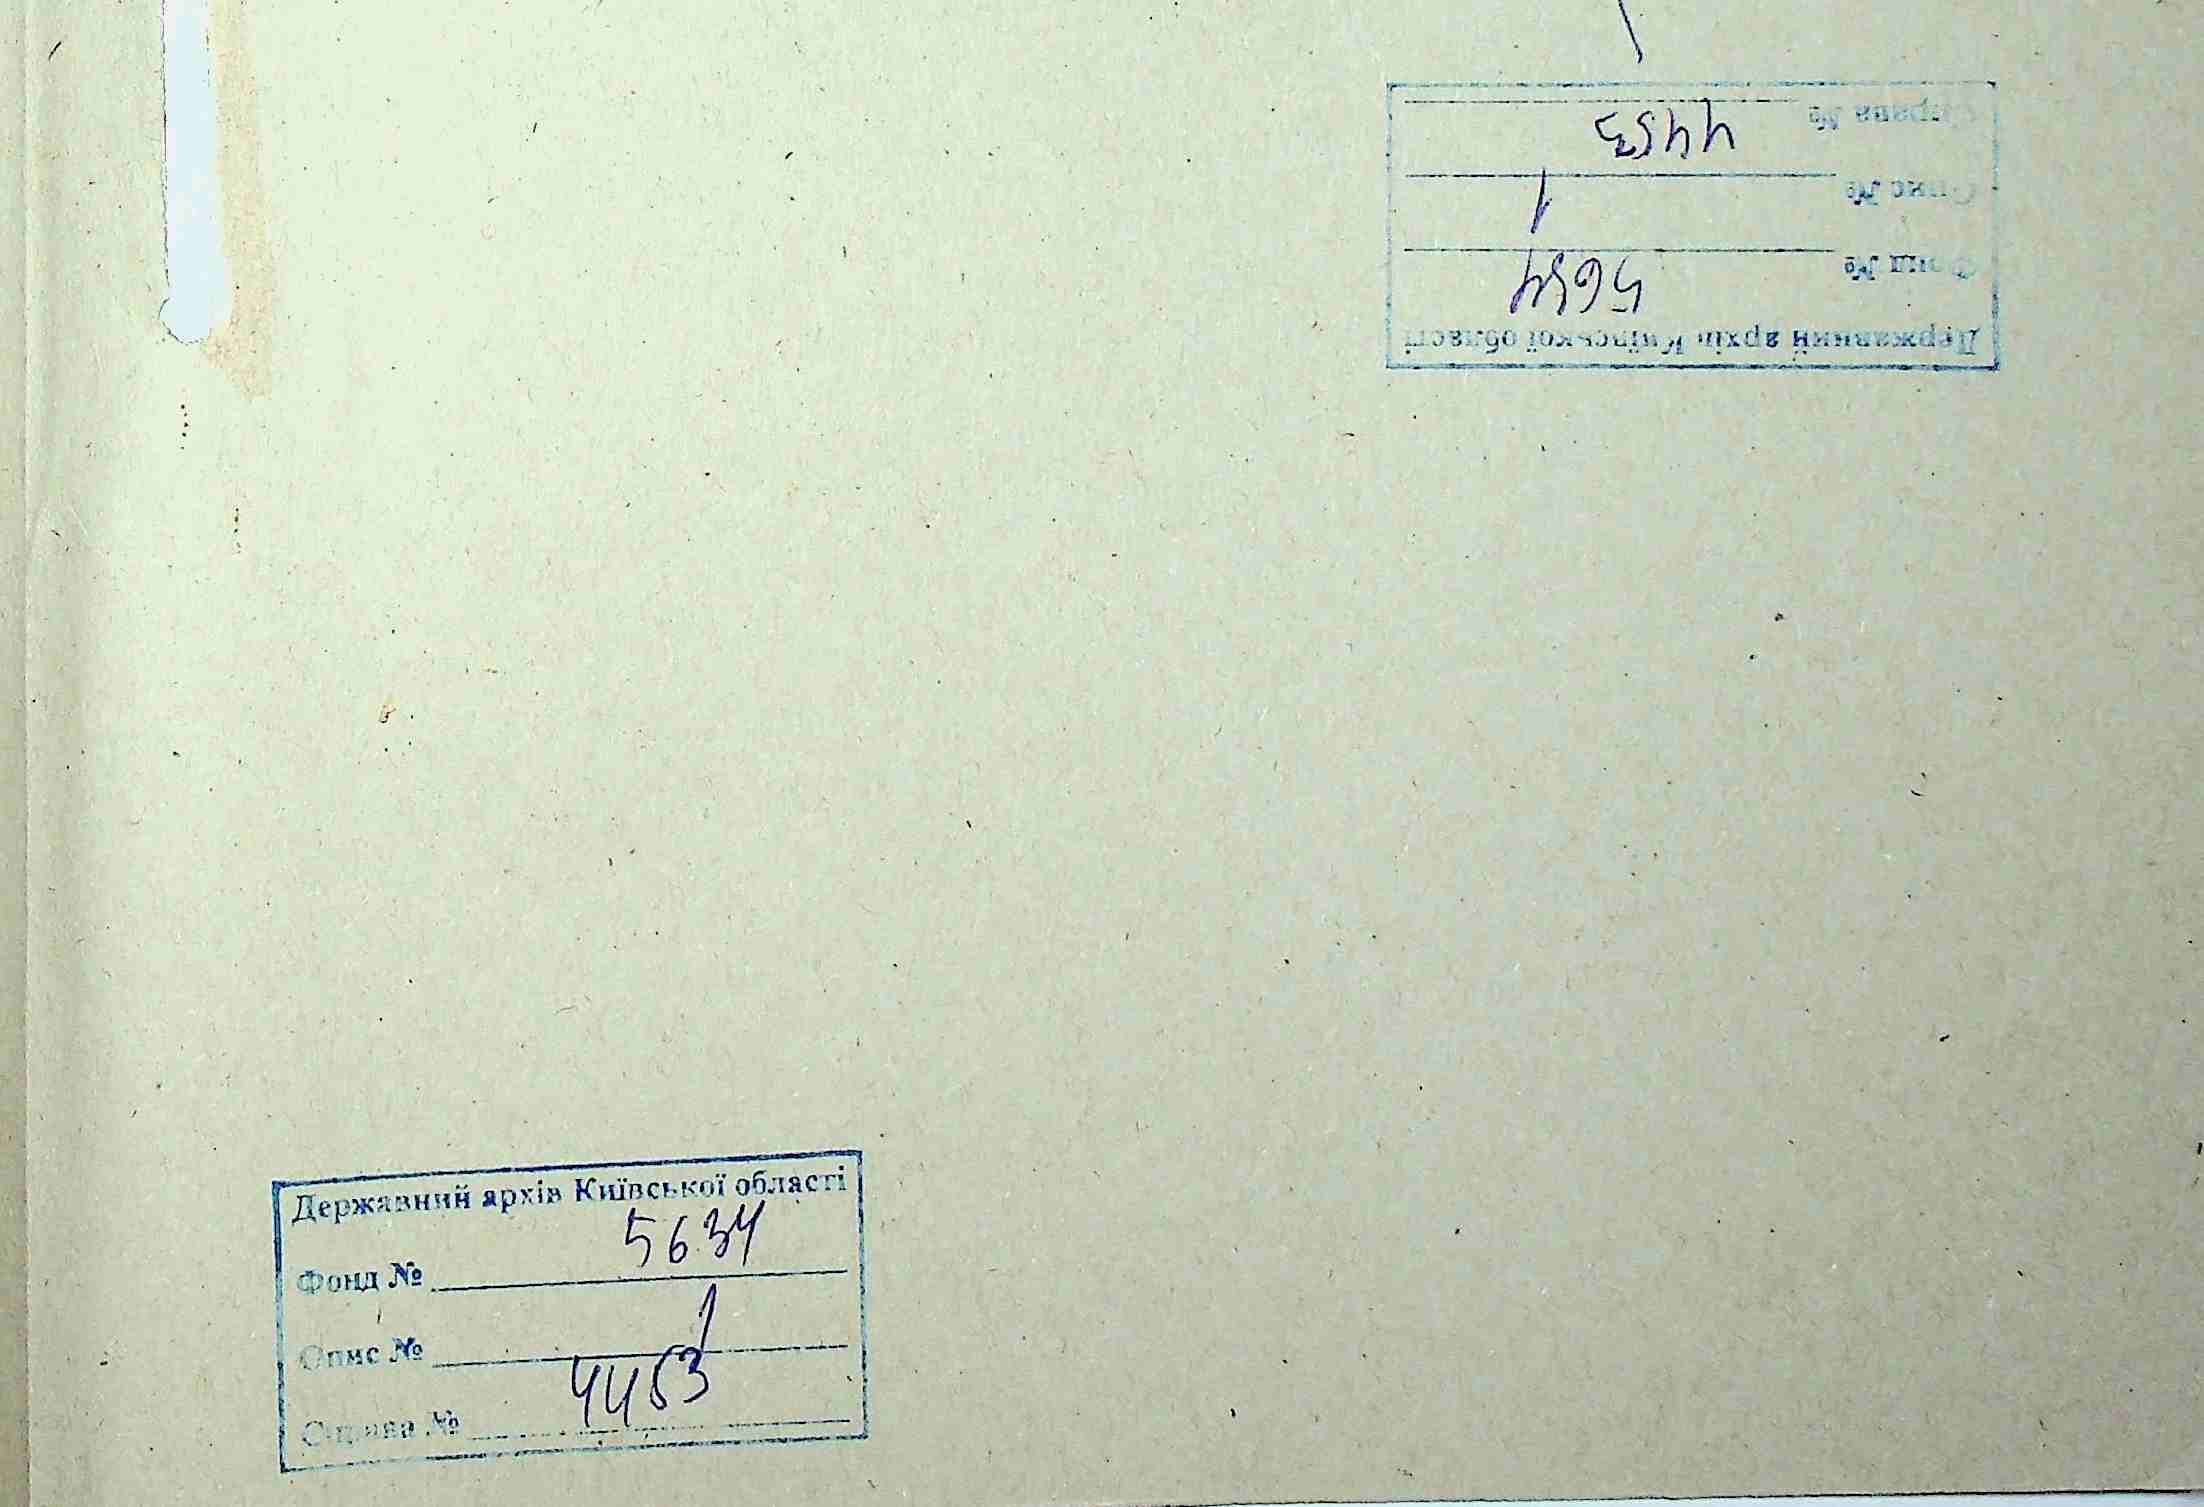 Державний архів Київської області
Фонд № 5634
Опис № 1
Справа № 4453
Державний архів Київської області
Фонд № 5634
Опис № 1
Справа № 4453